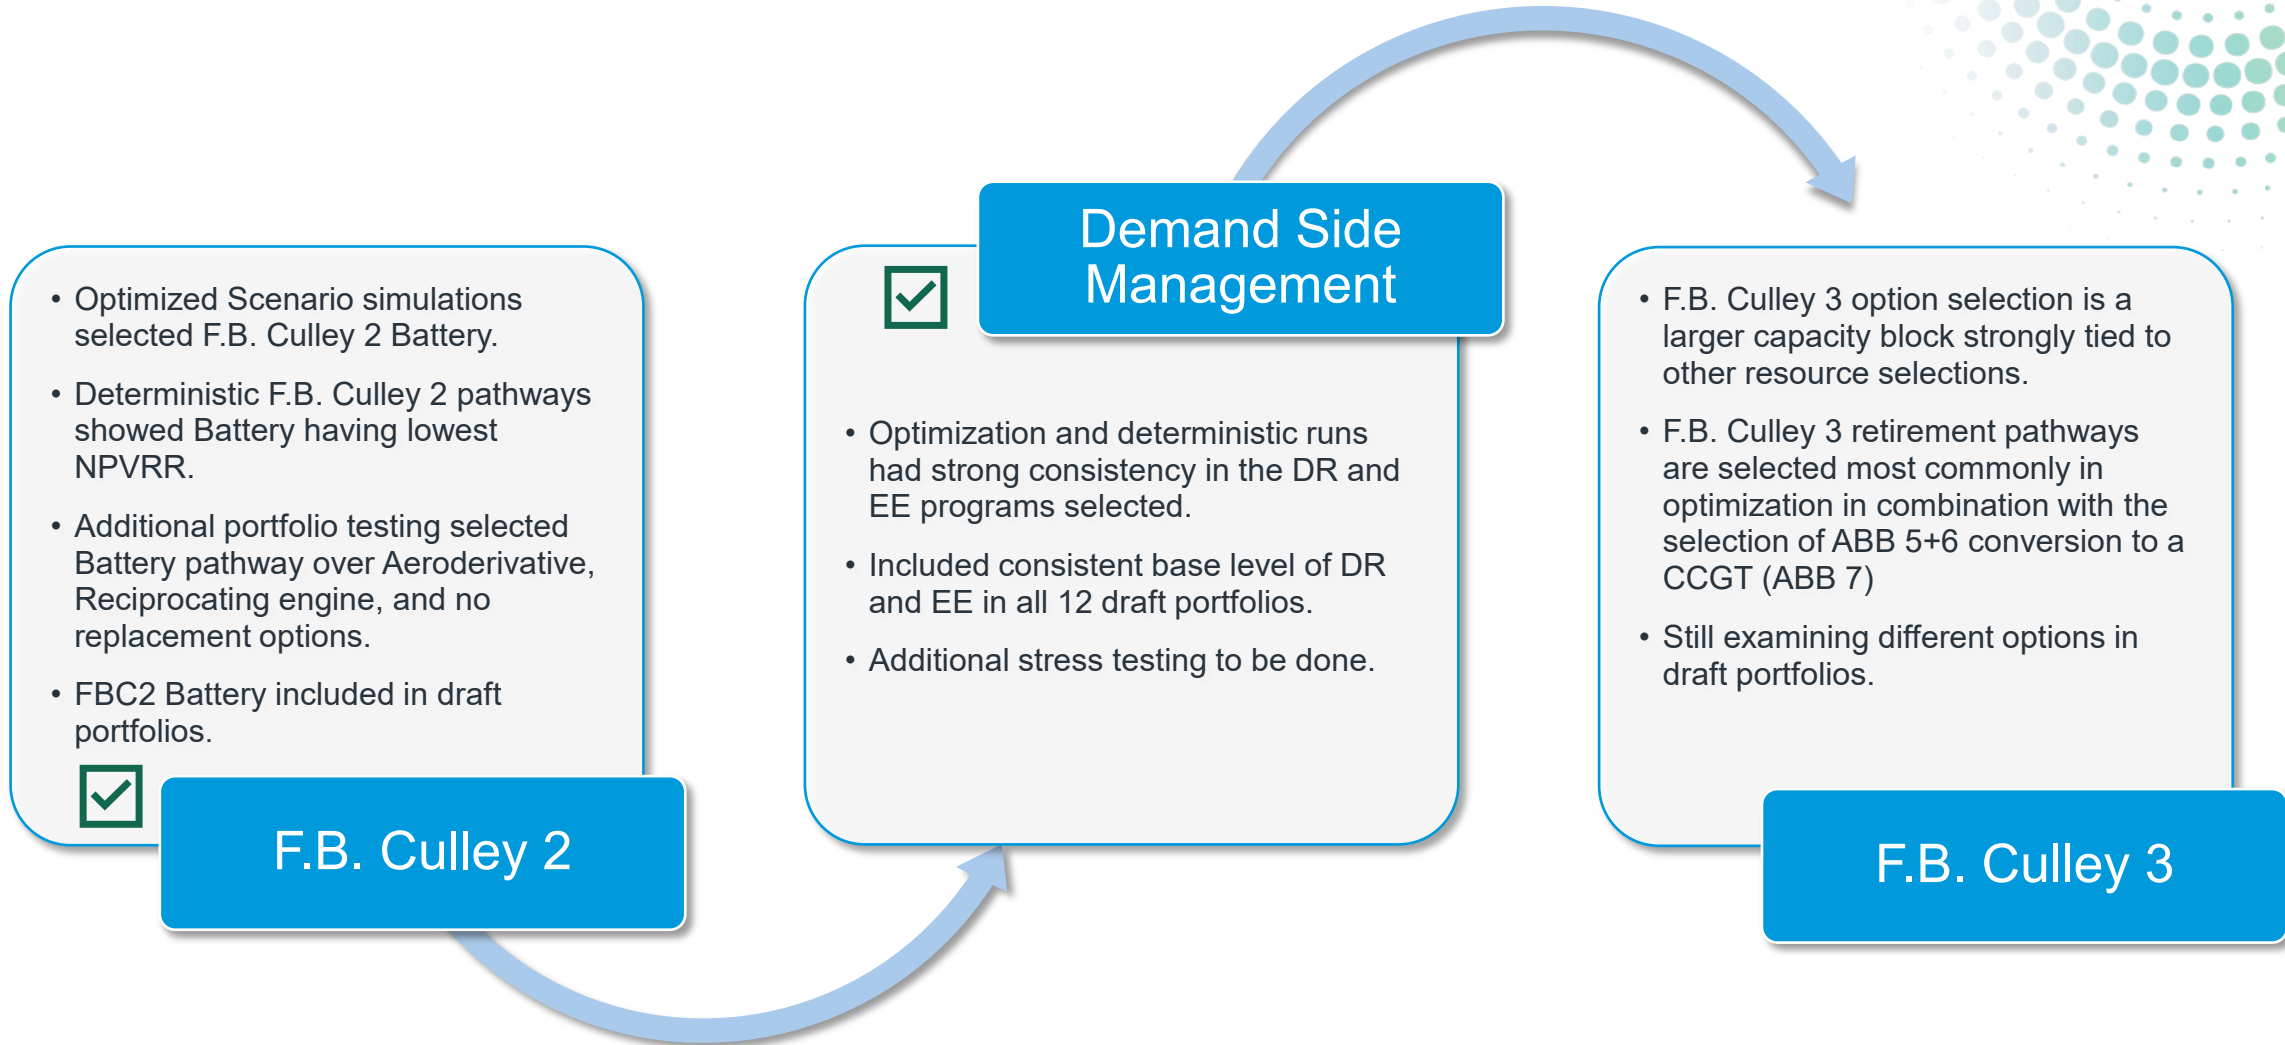 • Optimized Scenario simulations
selected F.B. Culley 2 Battery.
• Deterministic F.B. Culley 2 pathways
showed Battery having lowest
NPVRR.
• Additional portfolio testing selected
Battery pathway over Aeroderivative,
Reciprocating engine, and no
replacement options.
• FBC2 Battery included in draft
portfolios.
F.B. Culley 2
Demand Side
Management
• Optimization and deterministic runs
had strong consistency in the DR and
EE programs selected.
• Included consistent base level of DR
and EE in all 12 draft portfolios.
• Additional stress testing to be done.
• F.B. Culley 3 option selection is a
larger capacity block strongly tied to
other resource selections.
• F.B. Culley 3 retirement pathways
are selected most commonly in
optimization in combination with the
selection of ABB 5+6 conversion to a
CCGT (ABB 7)
• Still examining different options in
draft portfolios.
F.B. Culley 3